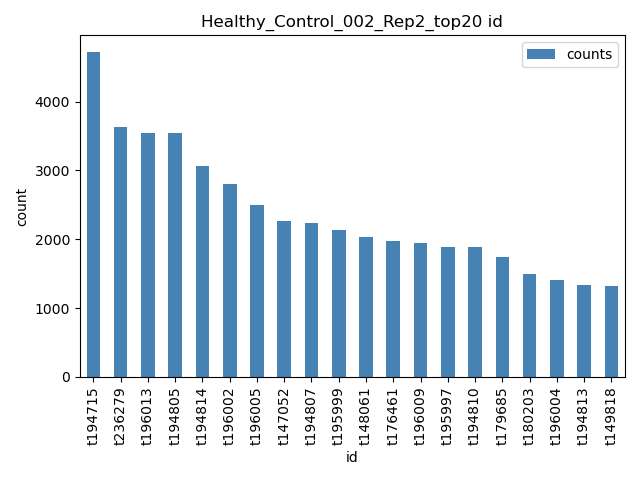 Healthy_Control_002_Rep2_top20 id
counts
count
4000
3000
2000
1000
0
t194715
t236279
t196013
t194805
t194814
t196002
t196005
t147052
t194807
t195999
t148061
t176461
t196009
t195997
t194810
t179685
t180203
t196004
t194813
t149818
id